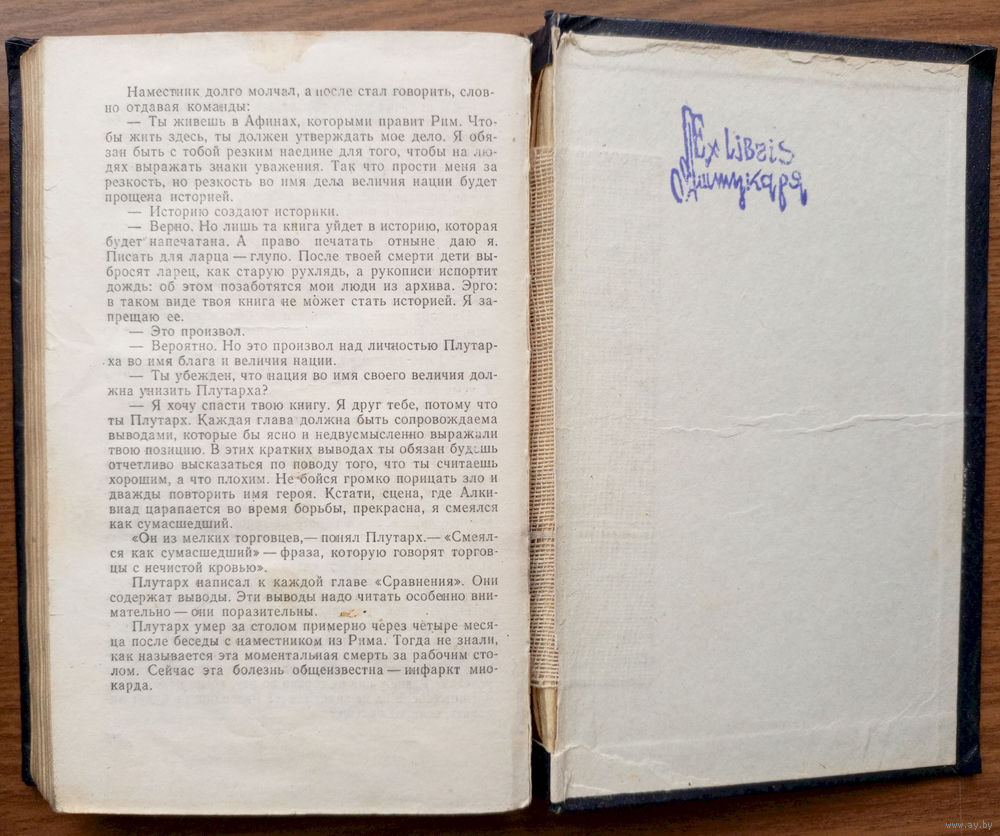 Наместник долго молчал, а после стал говорить, слов-
но отдавая команды:
— Ты живешь в Афинах, которыми правит Рим. Что-
бы жить здесь, ты должен утверждать мое дело. Я обя-
зан быть с тобой резким наедине для того, чтобы на лю-
дях выражать знаки уважения. Так что прости меня за
резкость, но резкость во имя дела величия нации будет
прощена историей.
— Историю создают историки.
— Верно. Но лишь та книга уйдет в историю, которая
будет напечатана. А право печатать отныне даю я.
Писать для ларца — глупо. После твоей смерти дети вы-
бросят ларец, как старую рухлядь, а рукописи испортит
дождь: об этом позаботятся мои люди из архива. Эрго:
в таком виде твоя книга не может стать историей. Я за-
прещаю ее.
— Это произвол.
— Вероятно. Но это произвол над личностью Плутар-
ха во имя блага и величия нации.
— Ты убежден, что нация во имя своего величия дол-
жна унизить Плутарха?
— Я хочу спасти твою книгу. Я друг тебе, потому что
ты Плутарх. Каждая глава должна быть сопровождаема
выводами, которые бы ясно и недвусмысленно выражали
твою позицию. В этих кратких выводах ты обязан будешь
отчетливо высказаться по поводу того, что ты считаешь
хорошим, а что плохим. Не бойся громко порицать зло и
дважды повторить имя героя. Кстати, сцена, где Алки-
виад царапается во время борьбы, прекрасна, я смеялся
как сумасшедший.
«Он из мелких торговцев,— понял Плутарх.— «Смеял-
ся как сумасшедший» — фраза, которую говорят торгов-
цы с нечистой кровью».
Плутарх написал к каждой главе «Сравнения». Они
содержат выводы. Эти выводы надо читать особенно вни-
мательно — они поразительны.
Плутарх умер за столом примерно через четыре меся-
ца после беседы с наместником из Рима. Тогда не знали,
как называется эта моментальная смерть за рабочим сто-
лом. Сейчас эта болезнь общеизвестна — инфаркт мио-
карда.
Ex Libris
www.ay.by